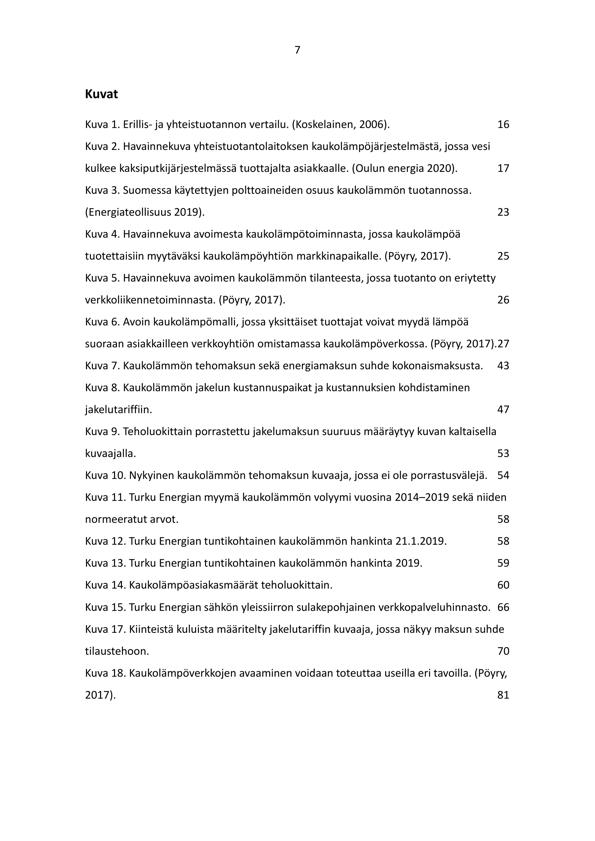 7
Kuvat
Kuva 1. Erillis- ja yhteistuotannon vertailu. (Koskelainen, 2006). 16
Kuva 2. Havainnekuva yhteistuotantolaitoksen kaukolämpöjärjestelmästä, jossa vesi
kulkee kaksiputkijärjestelmässä tuottajalta asiakkaalle. (Oulun energia 2020). 17
Kuva 3. Suomessa käytettyjen polttoaineiden osuus kaukolämmön tuotannossa.
(Energiateollisuus 2019). 23
Kuva 4. Havainnekuva avoimesta kaukolämpötoiminnasta, jossa kaukolämpöä
tuotettaisiin myytäväksi kaukolämpöyhtiön markkinapaikalle. (Pöyry, 2017). 25
Kuva 5. Havainnekuva avoimen kaukolämmön tilanteesta, jossa tuotanto on eriytetty
verkkoliikennetoiminnasta. (Pöyry, 2017). 26
Kuva 6. Avoin kaukolämpömalli, jossa yksittäiset tuottajat voivat myydä lämpöä
suoraan asiakkailleen verkkoyhtiön omistamassa kaukolämpöverkossa. (Pöyry, 2017).27
Kuva 7. Kaukolämmön tehomaksun sekä energiamaksun suhde kokonaismaksusta. 43
Kuva 8. Kaukolämmön jakelun kustannuspaikat ja kustannuksien kohdistaminen
jakelutariffiin. 47
Kuva 9. Teholuokittain porrastettu jakelumaksun suuruus määräytyy kuvan kaltaisella
kuvaajalla. 53
Kuva 10. Nykyinen kaukolämmön tehomaksun kuvaaja, jossa ei ole porrastusvälejä. 54
Kuva 11. Turku Energian myymä kaukolämmön volyymi vuosina 2014–2019 sekä niiden
normeeratut arvot. 58
Kuva 12. Turku Energian tuntikohtainen kaukolämmön hankinta 21.1.2019. 58
Kuva 13. Turku Energian tuntikohtainen kaukolämmön hankinta 2019. 59
Kuva 14. Kaukolämpöasiakasmäärät teholuokittain. 60
Kuva 15. Turku Energian sähkön yleissiirron sulakepohjainen verkkopalveluhinnasto. 66
Kuva 17. Kiinteistä kuluista määritelty jakelutariffin kuvaaja, jossa näkyy maksun suhde
tilaustehoon. 70
Kuva 18. Kaukolämpöverkkojen avaaminen voidaan toteuttaa useilla eri tavoilla. (Pöyry,
2017). 81